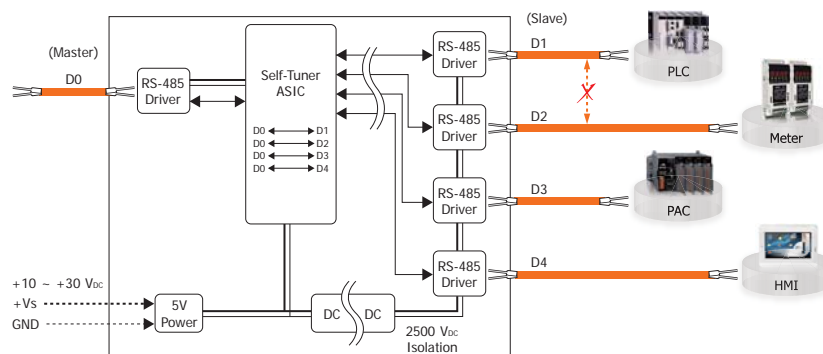 (Master)
D0
RS-485
Driver
Self-Tuner
ASIC
D0 D1
D0 D2
D0 D3
D0 D4
(Slave)
RS-485
Driver
D1
PLC
RS-485
Driver
D2
Meter
RS-485
Driver
D3
PAC
RS-485
Driver
D4
HMI
+10 ~ +30 VDC
+Vs
GND
5V
Power
DC DC
2500 VDC
Isolation